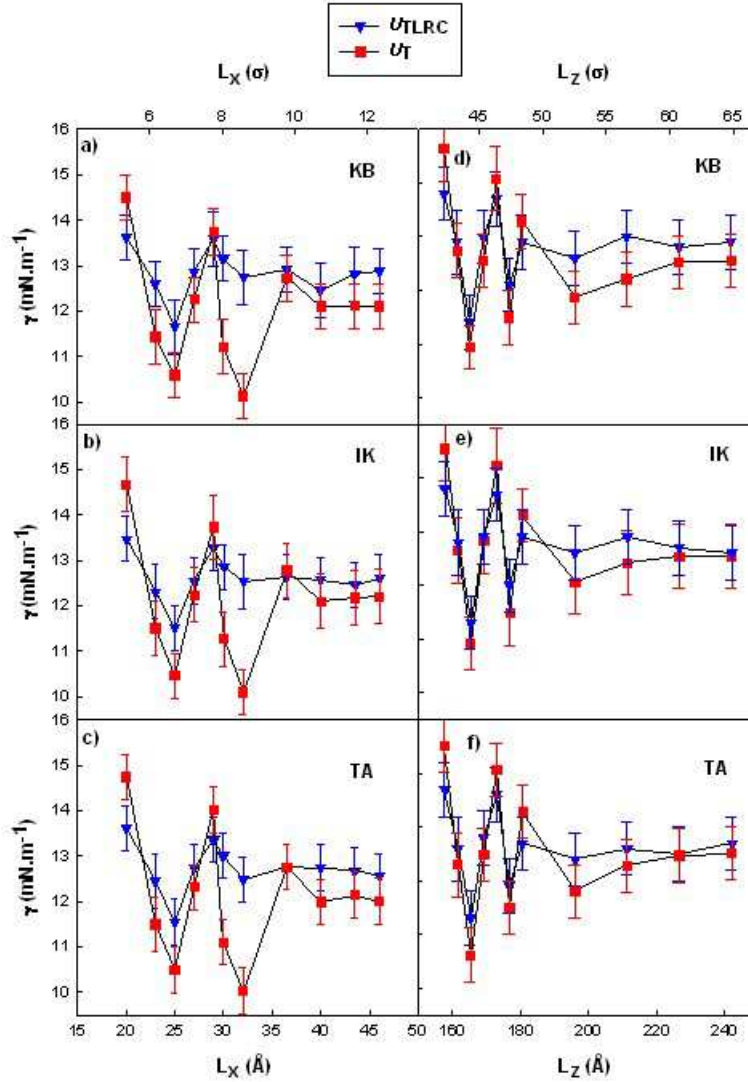 U_TLRC
U_T
L_X (σ)
L_Z (σ)
6 8 10 12
45 50 55 60 65
a)
KB
d)
KB
γ (mN.m⁻¹)
16
15
14
13
12
11
10
16
b)
IK
e)
IK
γ (mN.m⁻¹)
15
14
13
12
11
10
16
c)
TA
f)
TA
γ (mN.m⁻¹)
15
14
13
12
11
10
15 20 25 30 35 40 45 50
160 180 200 220 240
L_X (Å)
L_Z (Å)